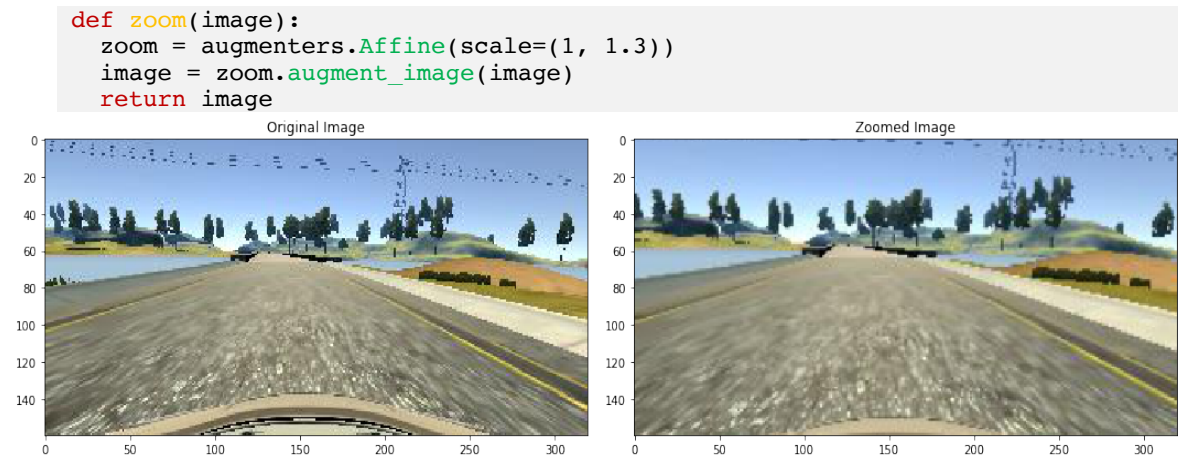 def zoom(image):
  zoom = augmenters.Affine(scale=(1, 1.3))
  image = zoom.augment_image(image)
  return image
Original Image
0
20
40
60
80
100
120
140
0 50 100 150 200 250 300
Zoomed Image
0
20
40
60
80
100
120
140
0 50 100 150 200 250 300